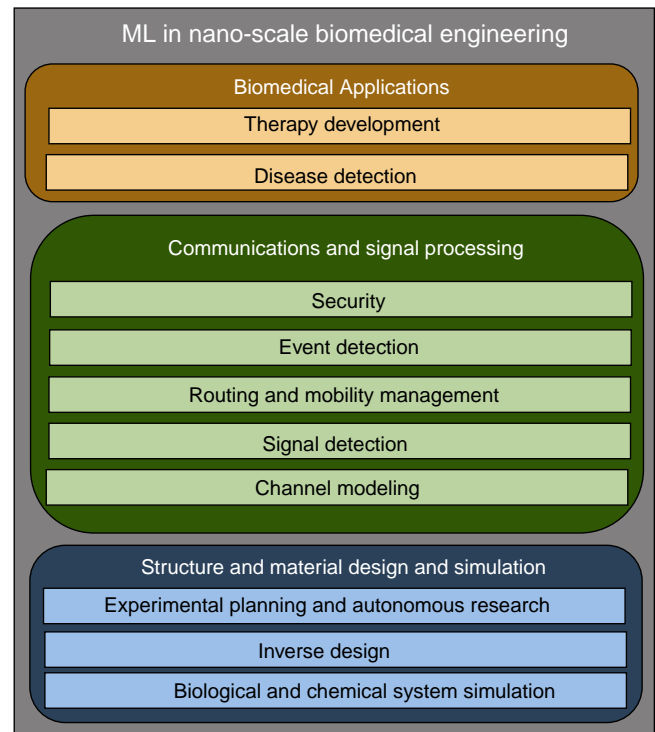 ML in nano-scale biomedical engineering
Biomedical Applications
Therapy development
Disease detection
Communications and signal processing
Security
Event detection
Routing and mobility management
Signal detection
Channel modeling
Structure and material design and simulation
Experimental planning and autonomous research
Inverse design
Biological and chemical system simulation